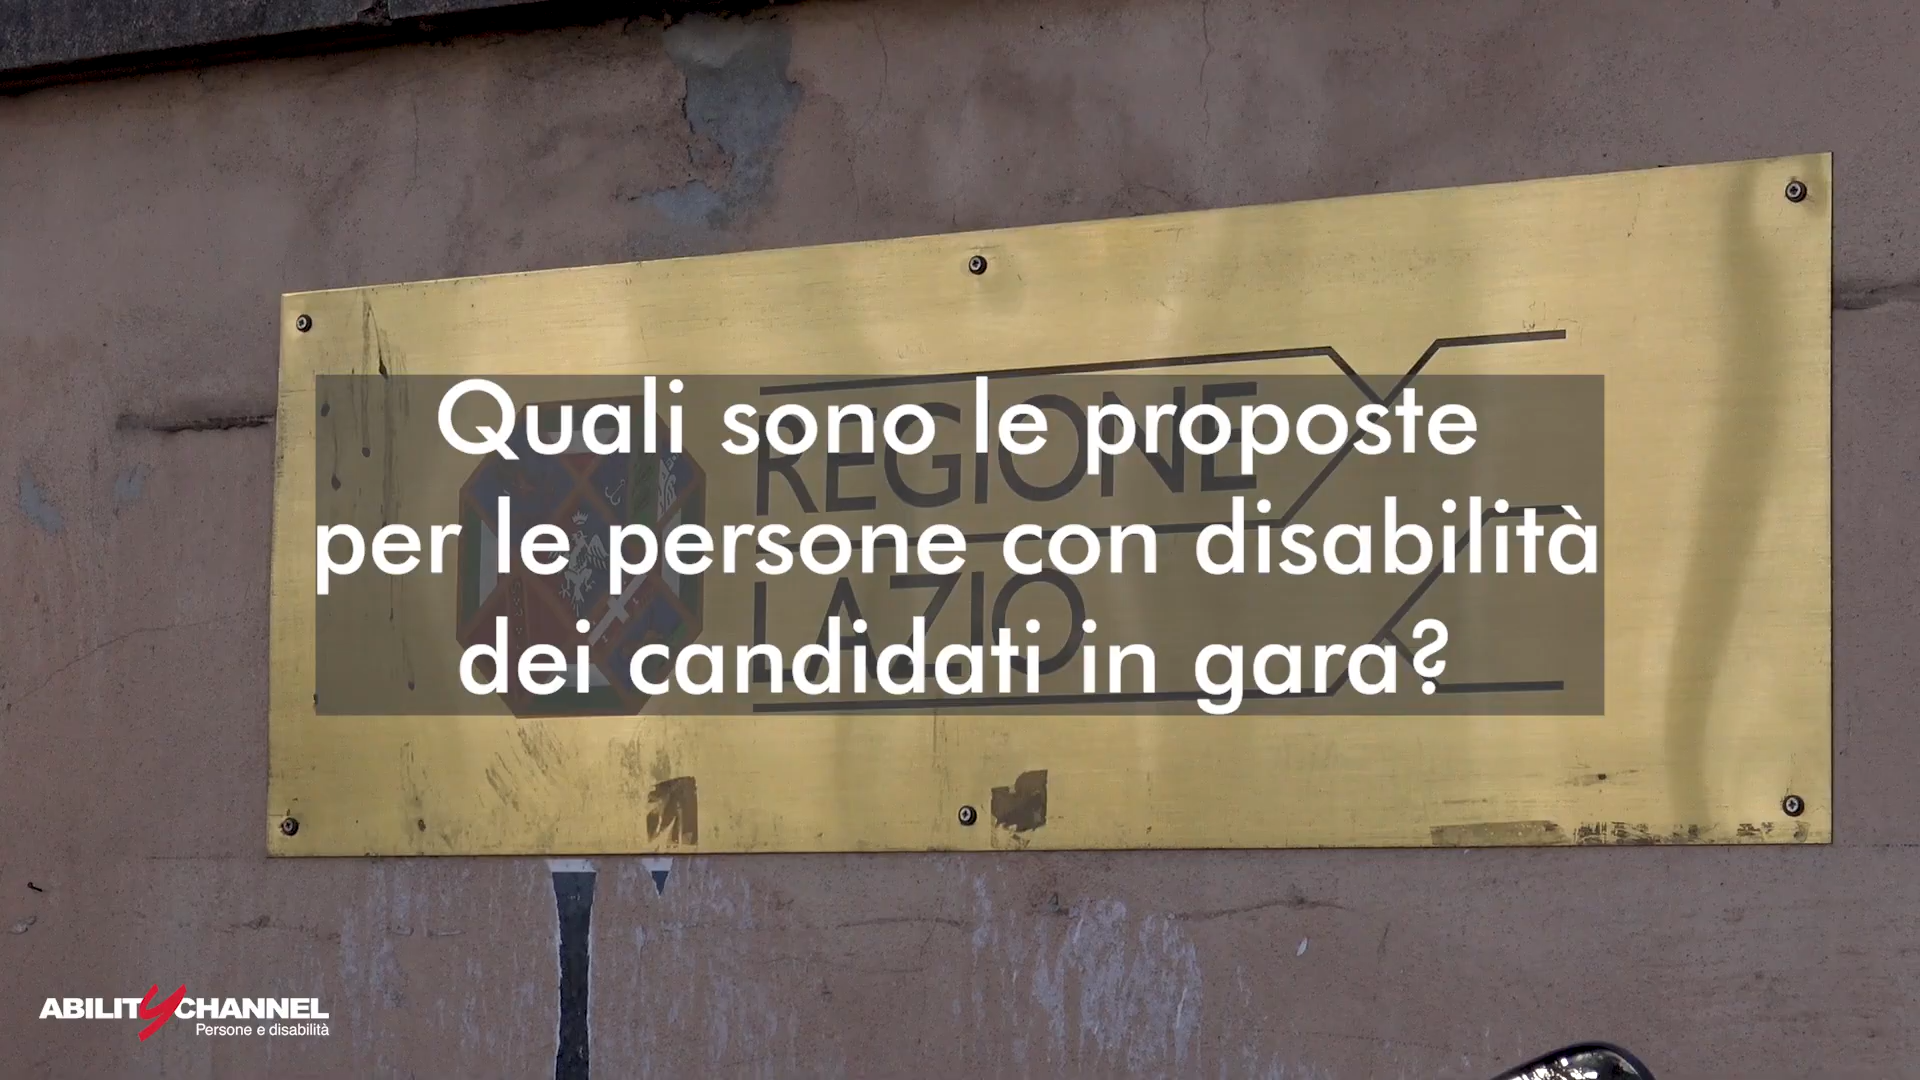 Quali sono le proposte
per le persone con disabilità
dei candidati in gara?
REGIONE
LAZIO
ABILITYCHANNEL
Persone e disabilità